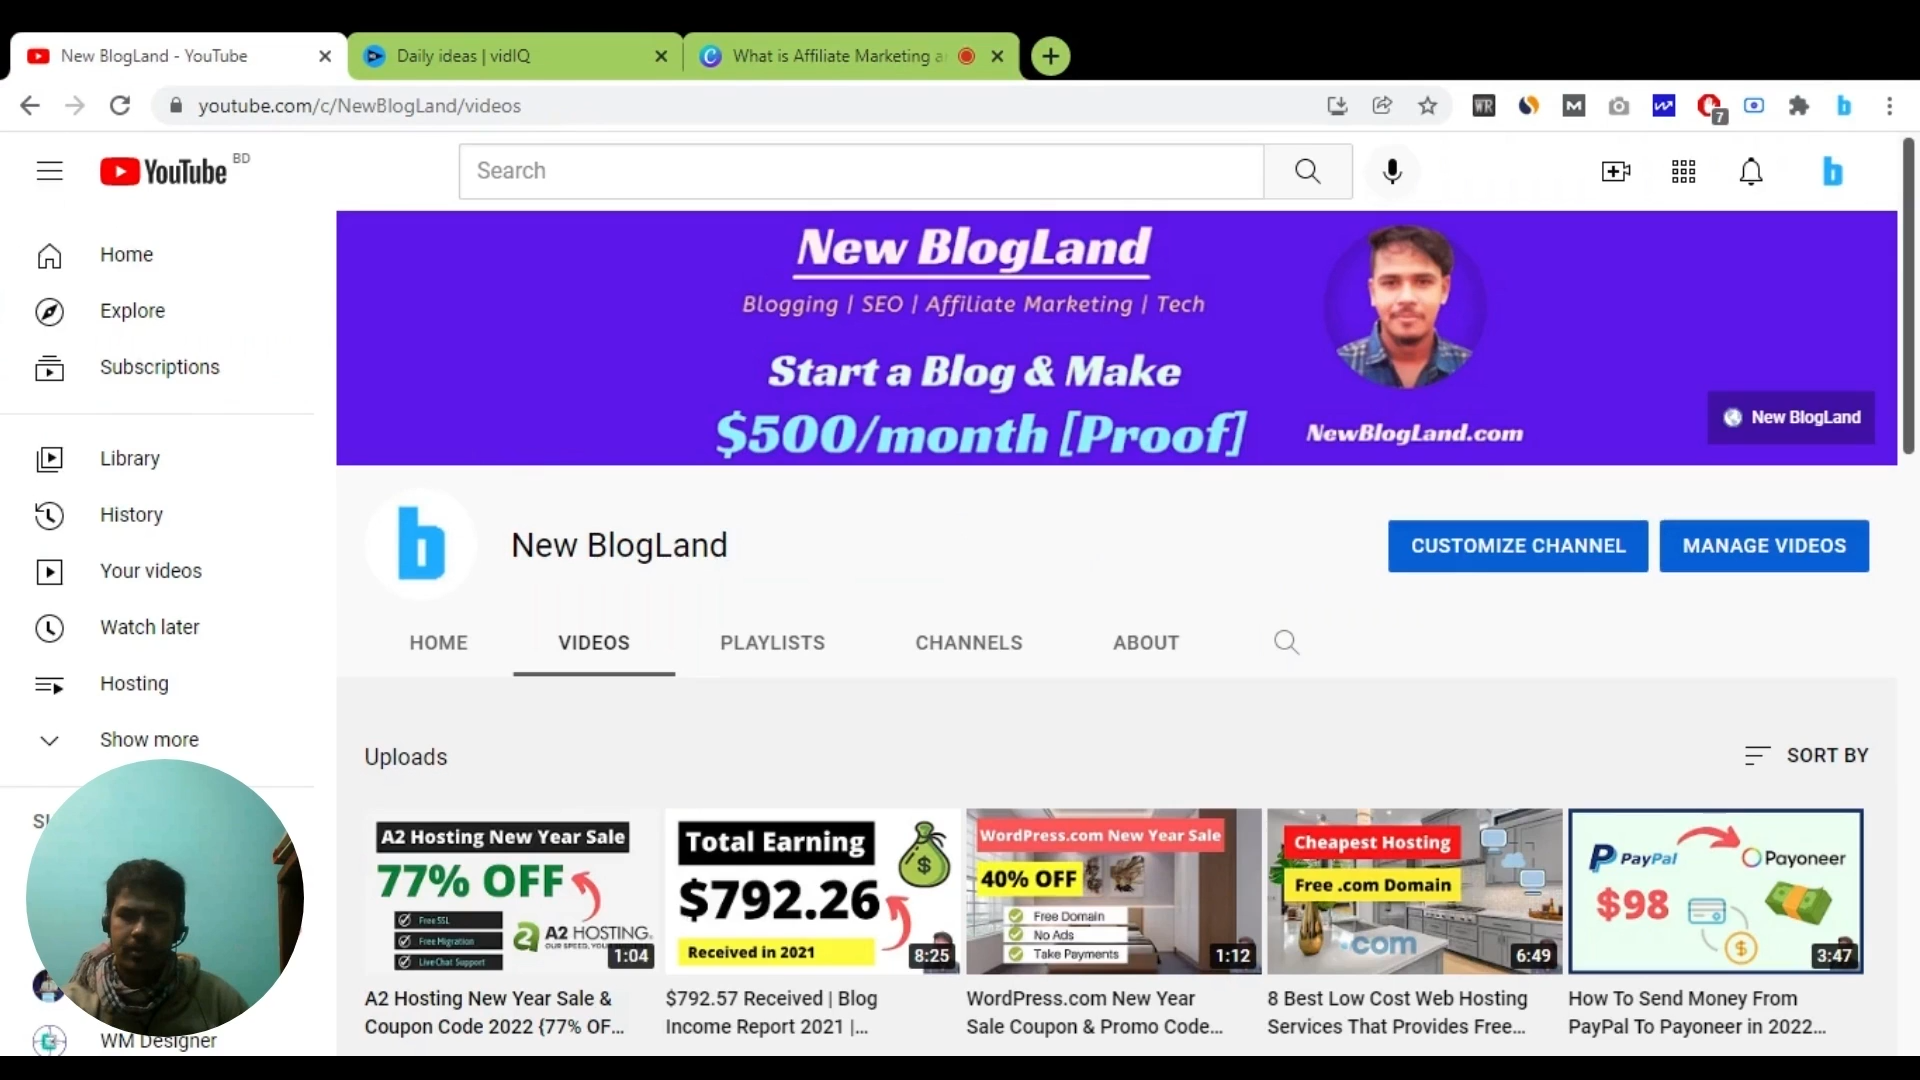 New BlogLand - YouTube
Daily ideas | vidIQ
What is Affiliate Marketing a
youtube.com/c/NewBlogLand/videos
7
YouTube BD
Search
Home
Explore
Subscriptions
Library
History
Your videos
Watch later
Hosting
Show more
WM Designer
New BlogLand
Blogging | SEO | Affiliate Marketing | Tech
Start a Blog & Make
$500/month [Proof]
NewBlogLand.com
New BlogLand
New BlogLand
CUSTOMIZE CHANNEL
MANAGE VIDEOS
HOME
VIDEOS
PLAYLISTS
CHANNELS
ABOUT
Uploads
SORT BY
A2 Hosting New Year Sale
77% OFF
Free SSL
Free Migration
Live Chat Support
A2 HOSTING
1:04
A2 Hosting New Year Sale &
Coupon Code 2022 {77% OF...
Total Earning
$792.26
Received in 2021
8:25
$792.57 Received | Blog
Income Report 2021 |...
WordPress.com New Year Sale
40% OFF
Free Domain
No Ads
Take Payments
1:12
WordPress.com New Year
Sale Coupon & Promo Code...
Cheapest Hosting
Free .com Domain
.com
6:49
8 Best Low Cost Web Hosting
Services That Provides Free...
PayPal
Payoneer
$98
3:47
How To Send Money From
PayPal To Payoneer in 2022...